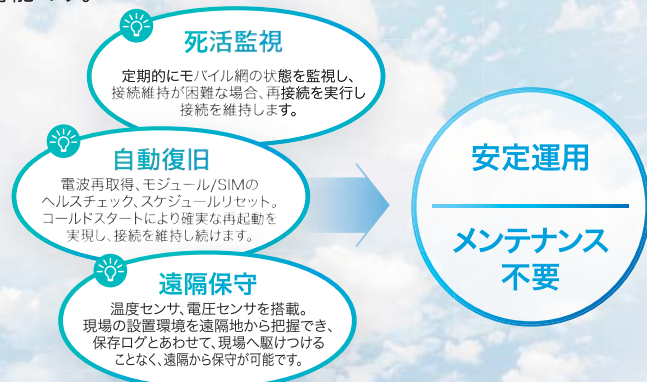 死活監視
定期的にモバイル網の状態を監視し、
接続維持が困難な場合、再接続を実行し
接続を維持します。
自動復旧
電波再取得、モジュール/SIMの
ヘルスチェック、スケジュールリセット。
コールドスタートにより確実な再起動を
実現し、接続を維持し続けます。
遠隔保守
温度センサ、電圧センサを搭載。
現場の設置環境を遠隔地から把握でき、
保存ログとあわせて、現場へ駆けつける
ことなく、遠隔から保守が可能です。
安定運用
メンテナンス
不要